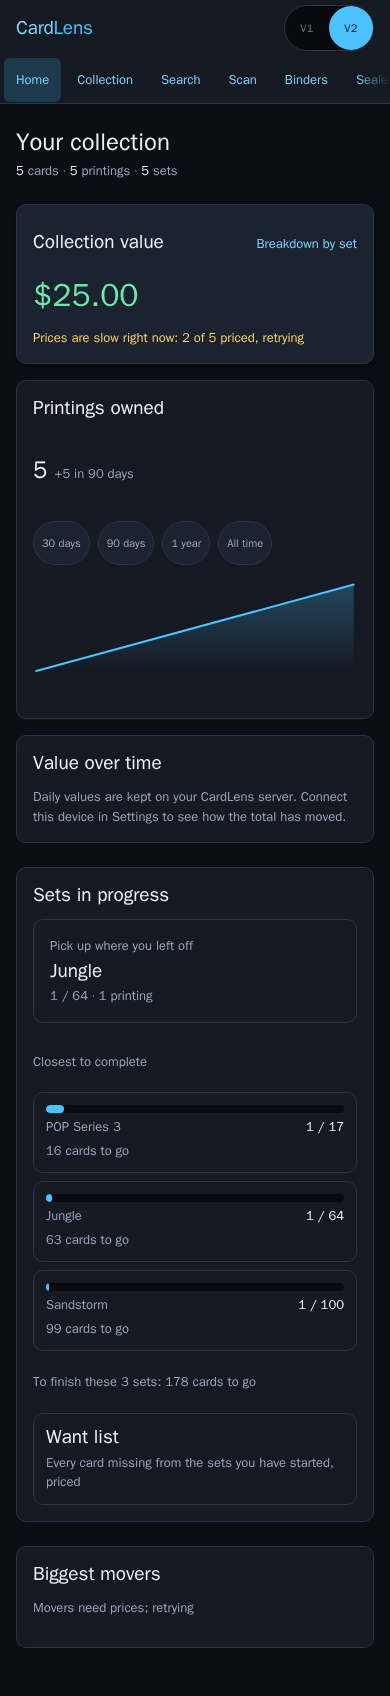 CardLens
V1 V2
Home Collection Search Scan Binders
Your collection
5 cards · 5 printings · 5 sets
Collection value Breakdown by set
$25.00
Prices are slow right now: 2 of 5 priced, retrying
Printings owned
5 +5 in 90 days
30 days 90 days 1 year All time
Value over time
Daily values are kept on your CardLens server. Connect
this device in Settings to see how the total has moved.
Sets in progress
Pick up where you left off
Jungle
1 / 64 · 1 printing
Closest to complete
POP Series 3 1 / 17
16 cards to go
Jungle 1 / 64
63 cards to go
Sandstorm 1 / 100
99 cards to go
To finish these 3 sets: 178 cards to go
Want list
Every card missing from the sets you have started,
priced
Biggest movers
Movers need prices; retrying